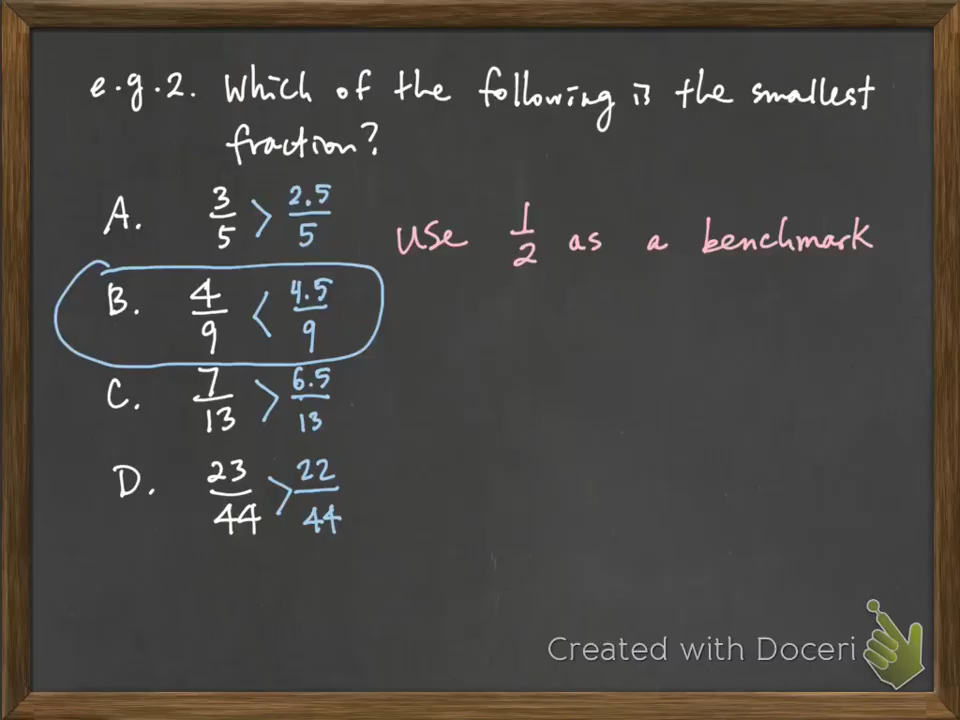 e.g.2. Which of the following is the smallest
fraction?
A. 3/5 > 2.5/5
use 1/2 as a benchmark
B. 4/9 < 4.5/9
C. 7/13 > 6.5/13
D. 23/44 > 22/44
Created with Doceri